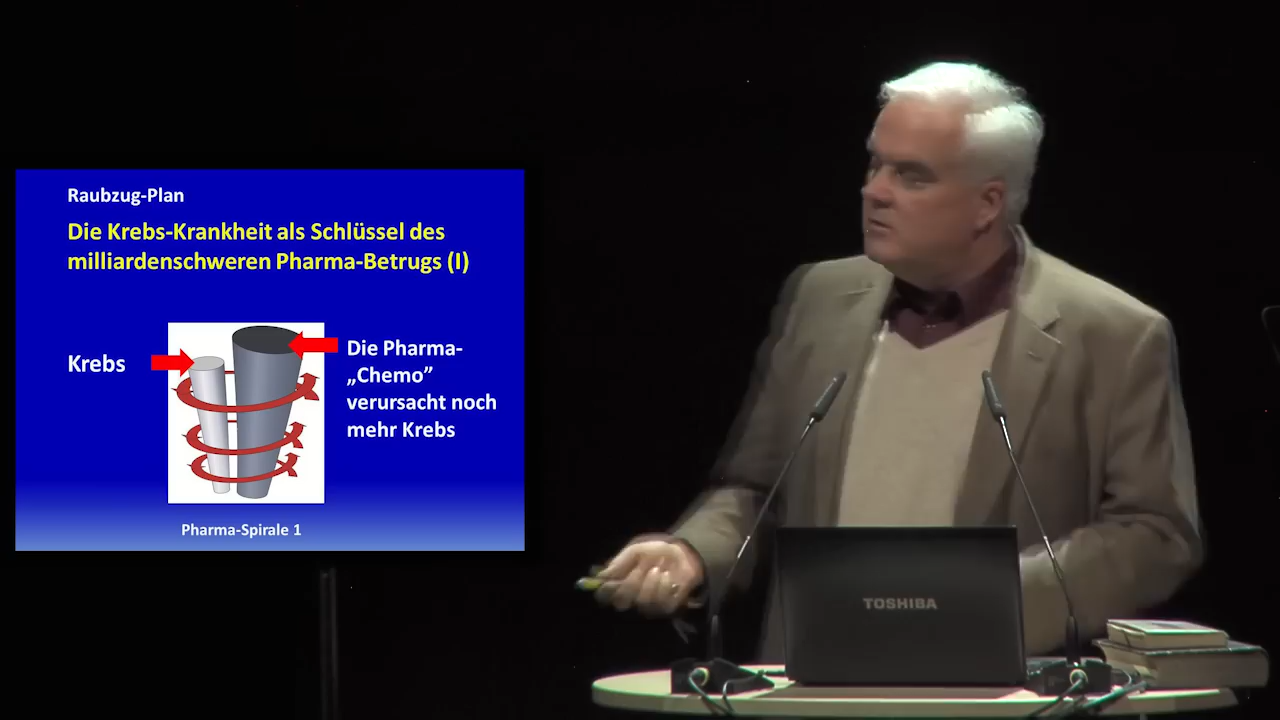 Raubzug-Plan
Die Krebs-Krankheit als Schlüssel des
milliardenschweren Pharma-Betrugs (I)
Krebs
Die Pharma-
„Chemo”
verursacht noch
mehr Krebs
Pharma-Spirale 1
TOSHIBA